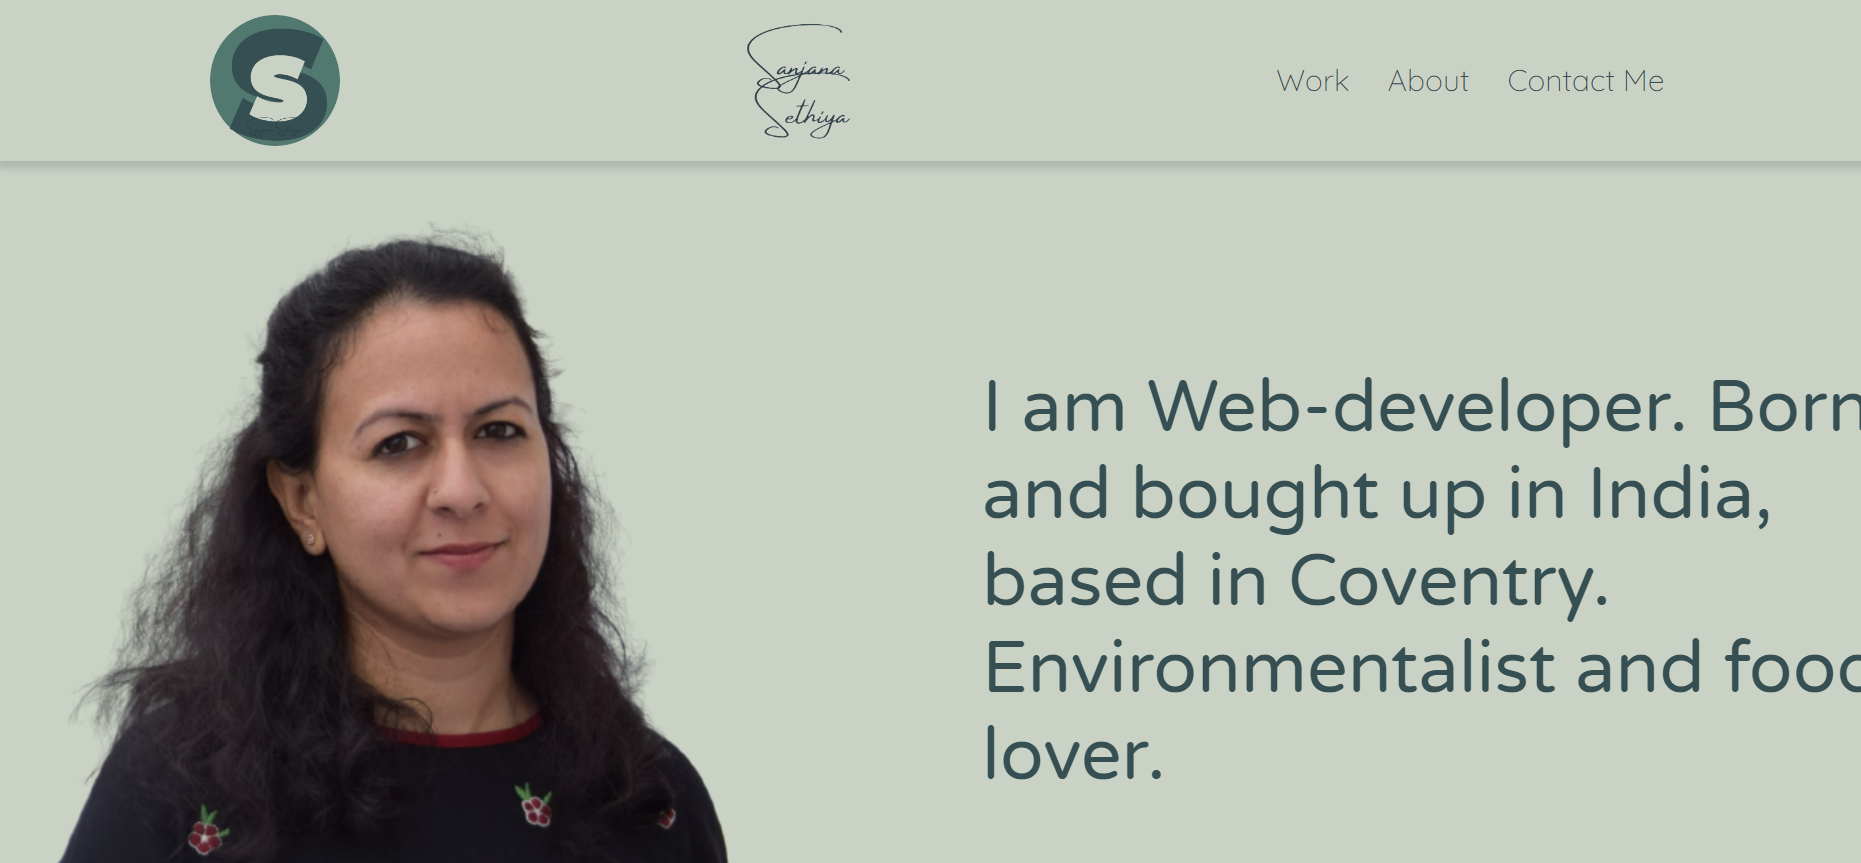 S
Sanjana
Sethiya
Work About Contact Me
I am Web-developer. Born
and bought up in India,
based in Coventry.
Environmentalist and food
lover.